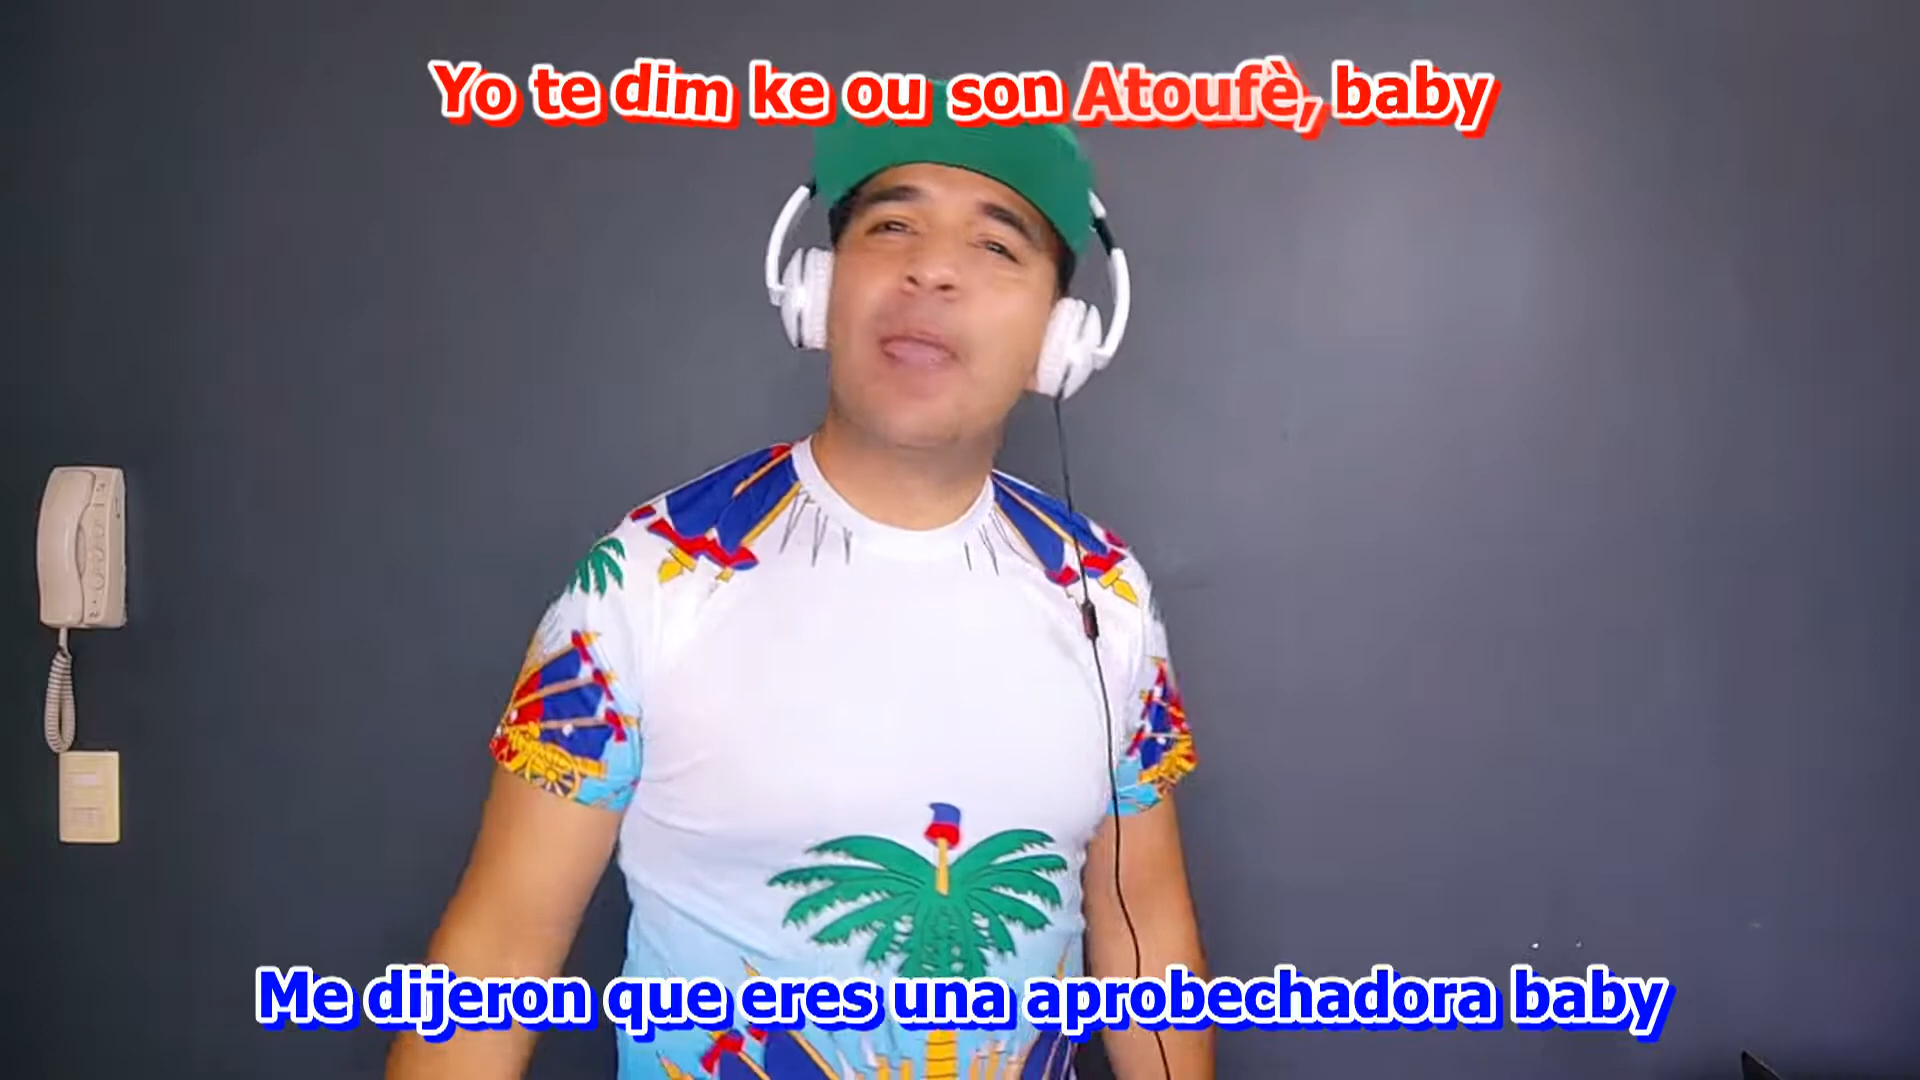 Yo te dim ke ou son Atoufè, baby
Me dijeron que eres una aprobechadora baby